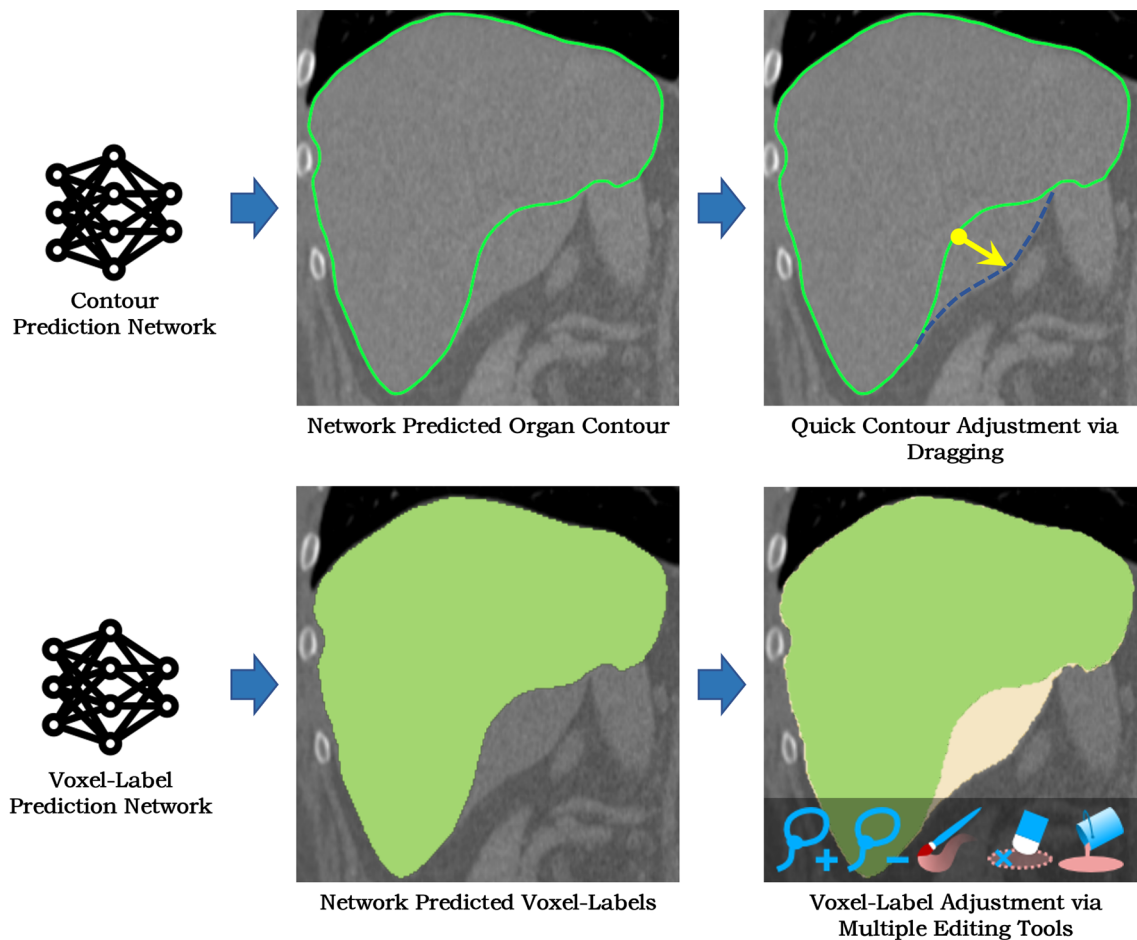 Contour
Prediction Network
Network Predicted Organ Contour
Quick Contour Adjustment via
Dragging
Voxel-Label
Prediction Network
Network Predicted Voxel-Labels
Voxel-Label Adjustment via
Multiple Editing Tools